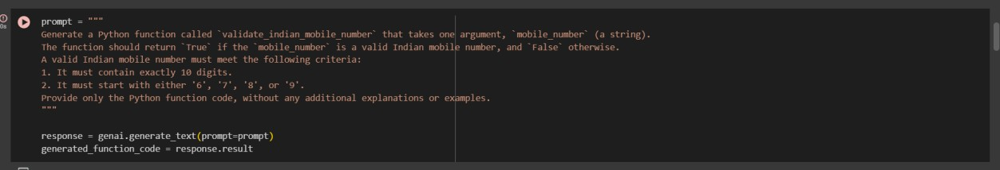 prompt = """
0s
Generate a Python function called `validate_indian_mobile_number` that takes one argument, `mobile_number` (a string).
The function should return `True` if the `mobile_number` is a valid Indian mobile number, and `False` otherwise.
A valid Indian mobile number must meet the following criteria:
1. It must contain exactly 10 digits.
2. It must start with either '6', '7', '8', or '9'.
Provide only the Python function code, without any additional explanations or examples.
"""
response = genai.generate_text(prompt=prompt)
generated_function_code = response.result